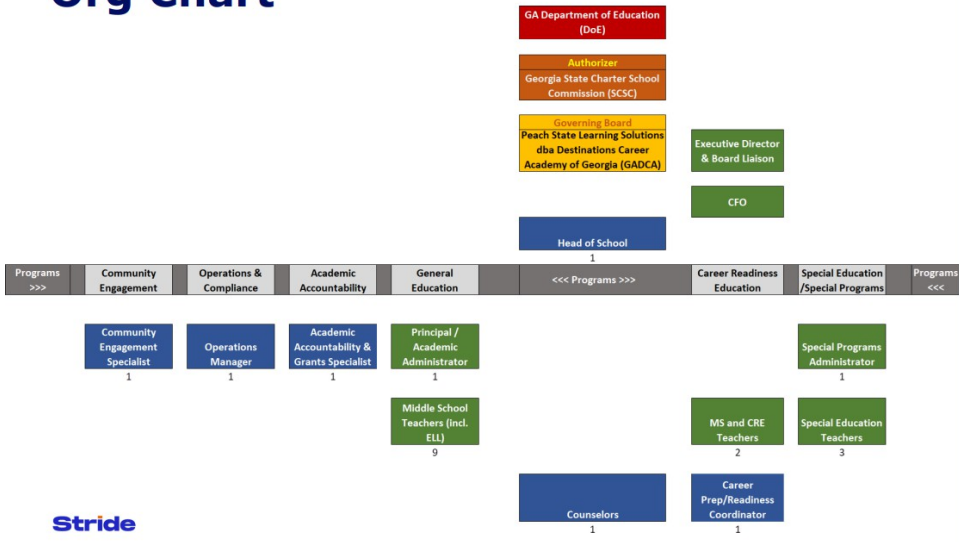 Org Chart
GA Department of Education
(DoE)
Authorizer
Georgia State Charter School
Commission (SCSC)
Governing Board
Peach State Learning Solutions
dba Destinations Career
Academy of Georgia (GADCA)
Executive Director
& Board Liaison
CFO
Head of School
1
Programs
>>>
Community
Engagement
Operations &
Compliance
Academic
Accountability
General
Education
<<< Programs >>>
Career Readiness
Education
Special Education
/Special Programs
Programs
<<<
Community
Engagement
Specialist
1
Operations
Manager
1
Academic
Accountability &
Grants Specialist
1
Principal /
Academic
Administrator
1
Special Programs
Administrator
1
Middle School
Teachers (incl.
ELL)
9
MS and CRE
Teachers
2
Special Education
Teachers
3
Counselors
1
Career
Prep/Readiness
Coordinator
1
Stride